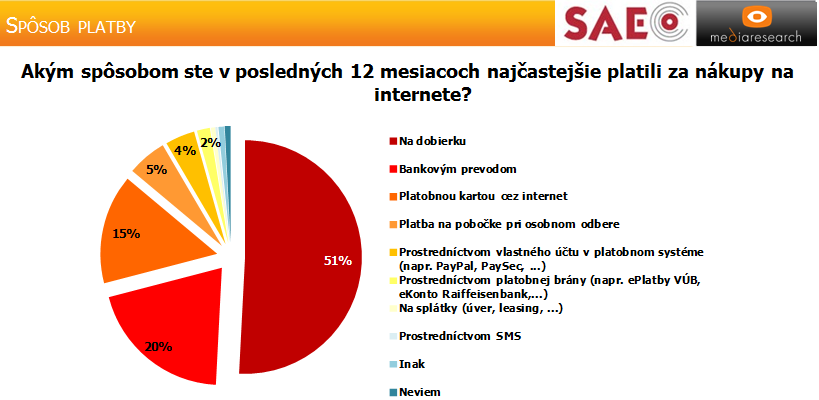 SPÔSOB PLATBY
SAEC
mediaresearch
Akým spôsobom ste v posledných 12 mesiacoch najčastejšie platili za nákupy na
internete?
2%
4%
5%
15%
20%
51%
Na dobierku
Bankovým prevodom
Platobnou kartou cez internet
Platba na pobočke pri osobnom odbere
Prostredníctvom vlastného účtu v platobnom systéme
(napr. PayPal, PaySec, ...)
Prostredníctvom platobnej brány (napr. ePlatby VÚB,
eKonto Raiffeisenbank,...)
Na splátky (úver, leasing, ...)
Prostredníctvom SMS
Inak
Neviem